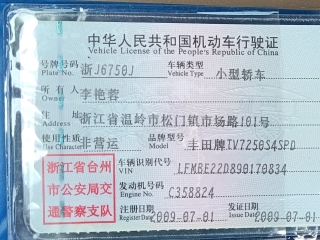 中华人民共和国机动车行驶证
Vehicle License of the People's Republic of China
号牌号码 浙J6750J 车辆类型 小型轿车
Plate No. Vehicle Type
所有人 李艳蓉
Owner
住址 浙江省温岭市松门镇市场路101号
Address
使用性质 非营运 品牌型号 丰田牌TV7250S4SPD
Use Character Model
浙江省台州
市公安局交
通警察支队
车辆识别代号 LFMBE22D890170834
VIN
发动机号码 C358824
Engine No.
注册日期 2009-07-01 发证日期 2009-07-01
Register Date Issue Date